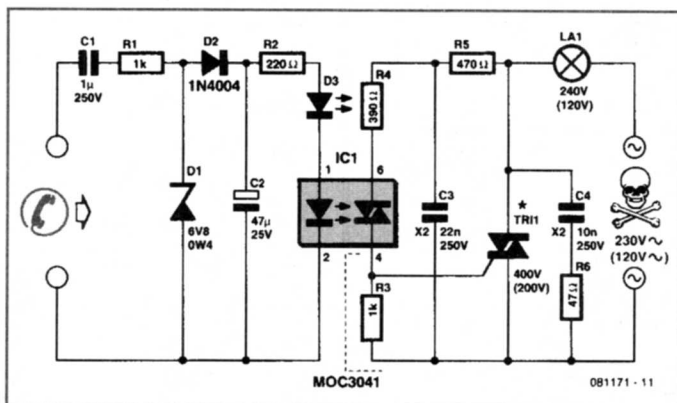 C1
1µ
250V
R1
1k
D2
1N4004
R2
220Ω
D3
R4
390Ω
R5
470Ω
LA1
240V
(120V)
D1
6V8
0W4
C2
47µ
25V
IC1
1
6
2
4
MOC3041
R3
1k
C3
X2
22n
250V
*
TRI1
400V
(200V)
C4
X2
10n
250V
R6
47Ω
230V~
(120V~)
081171 - 11